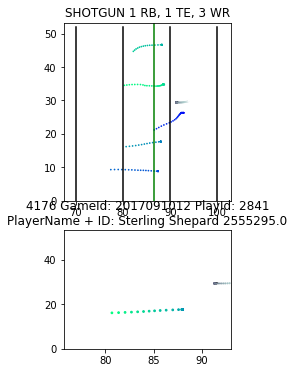 SHOTGUN 1 RB, 1 TE, 3 WR
50
40
30
20
10
0
70 80 90 100
4176 GameId: 2017091012 PlayId: 2841
PlayerName + ID: Sterling Shepard 2555295.0
40
20
0
80 85 90